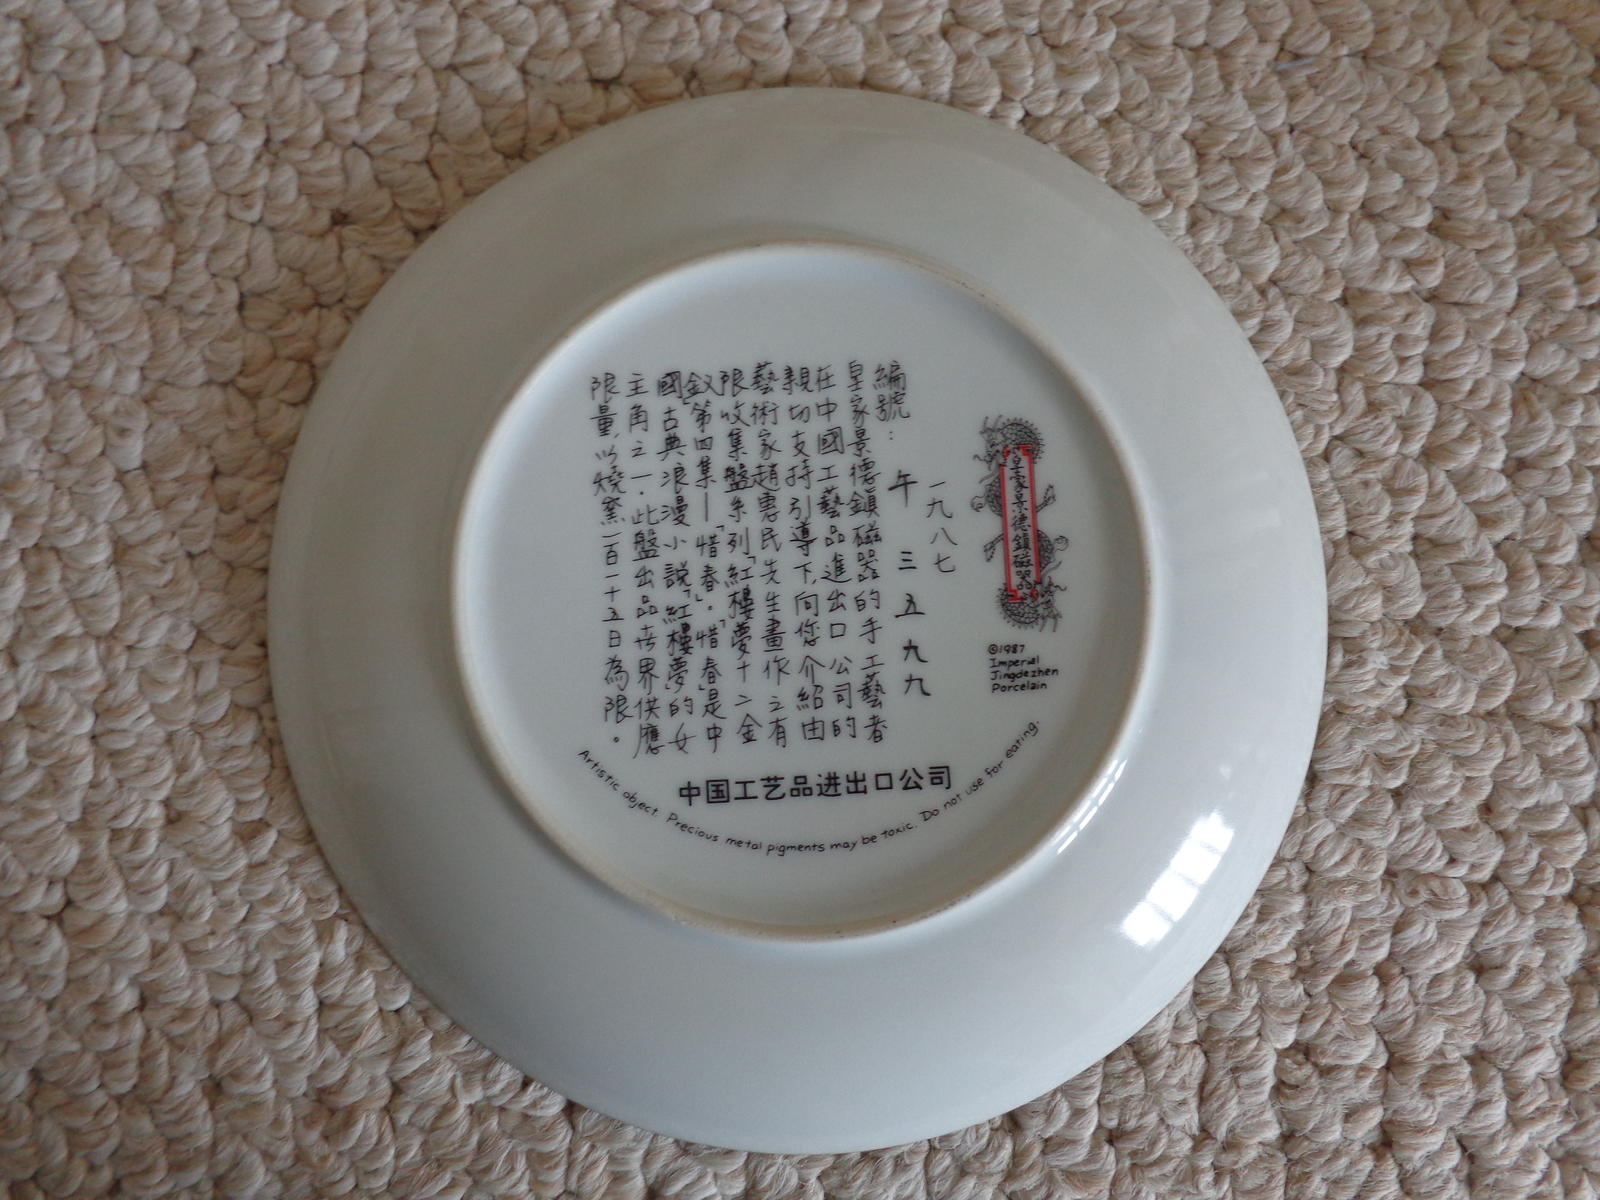 皇家景德鎮磁器
©1987
Imperial
Jingdezhen
Porcelain
一九八七
編號：午三五九九
皇家景德鎮磁器的手工藝者
在中國工藝品進出口公司的
親切支持引導下,向您介紹由
藝術家趙惠民先生畫作之有
限收集盤系列「紅樓夢十二金
釵」第四集—「惜春」。「惜春」是中
國古典浪漫小說「紅樓夢」的女
主角之一.此盤出品世界供應
限量,以燒窯一百十五日為限。
中国工艺品进出口公司
Artistic object. Precious metal pigments may be toxic. Do not use for eating.